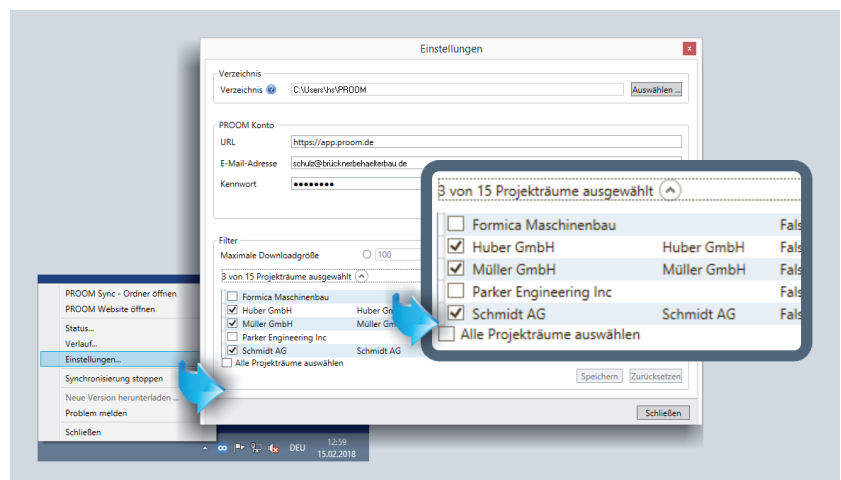 Einstellungen
x
Verzeichnis
Verzeichnis ? C:\Users\hs\PROOM Auswählen ...
PROOM Konto
URL https://app.proom.de
E-Mail-Adresse schulz@brücknerbehaelterbau.de
Kennwort ••••••••
Filter
Maximale Downloadgröße 100
3 von 15 Projekträume ausgewählt
Formica Maschinenbau
Huber GmbH
Müller GmbH
Parker Engineering Inc
Schmidt AG Schmidt AG
Alle Projekträume auswählen
Speichern Zurücksetzen
Schließen
3 von 15 Projekträume ausgewählt
Formica Maschinenbau Fals
Huber GmbH Huber GmbH Fals
Müller GmbH Müller GmbH Fals
Parker Engineering Inc Fals
Schmidt AG Schmidt AG Fals
Alle Projekträume auswählen
PROOM Sync - Ordner öffnen
PROOM Website öffnen
Status...
Verlauf...
Einstellungen...
Synchronisierung stoppen
Neue Version herunterladen ...
Problem melden
Schließen
DEU 12:59
15.02.2018